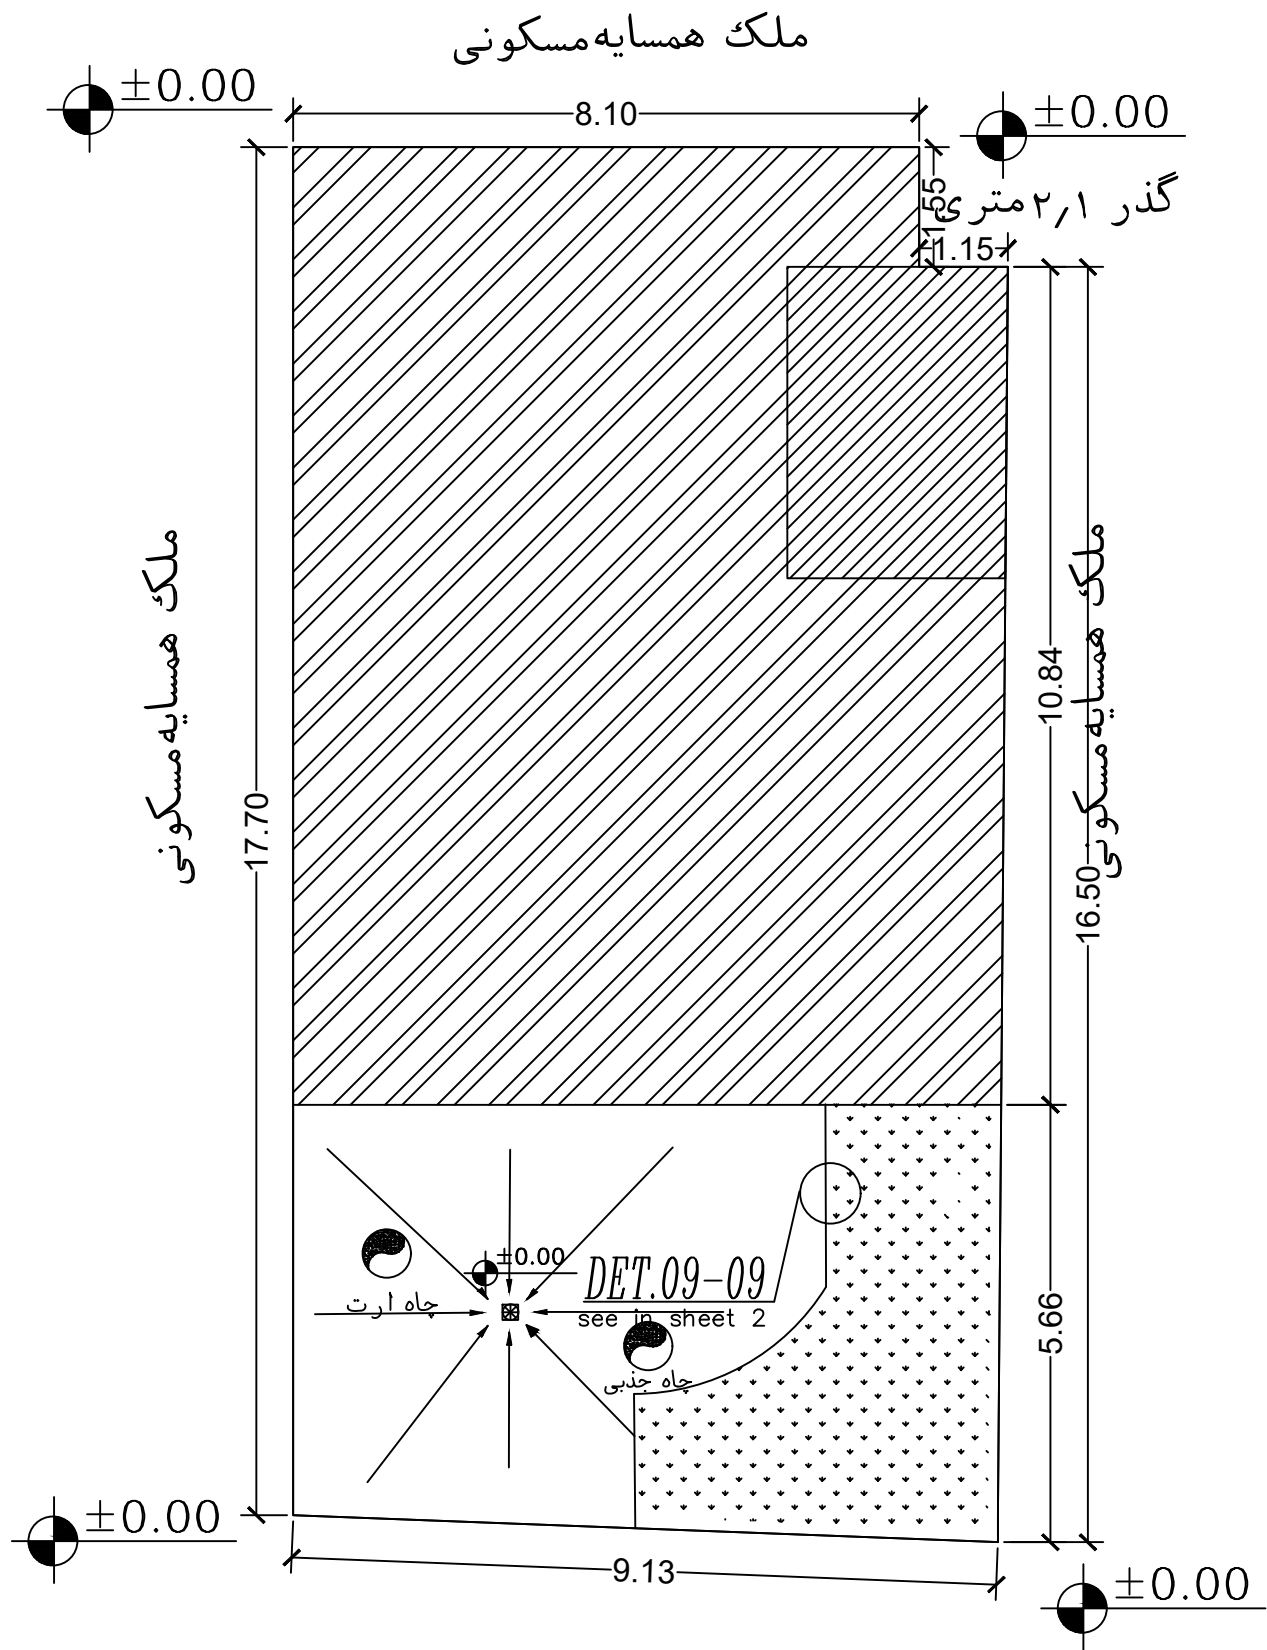 ملک همسایه مسکونی
±0.00
8.10
±0.00
1.55
گذر ۲٫۱ متری
1.15
ملک همسایه مسکونی
ملک همسایه مسکونی
10.84
17.70
16.50
±0.00
DET.09-09
see in sheet 2
چاه ارت
چاه جذبی
5.66
±0.00
9.13
±0.00